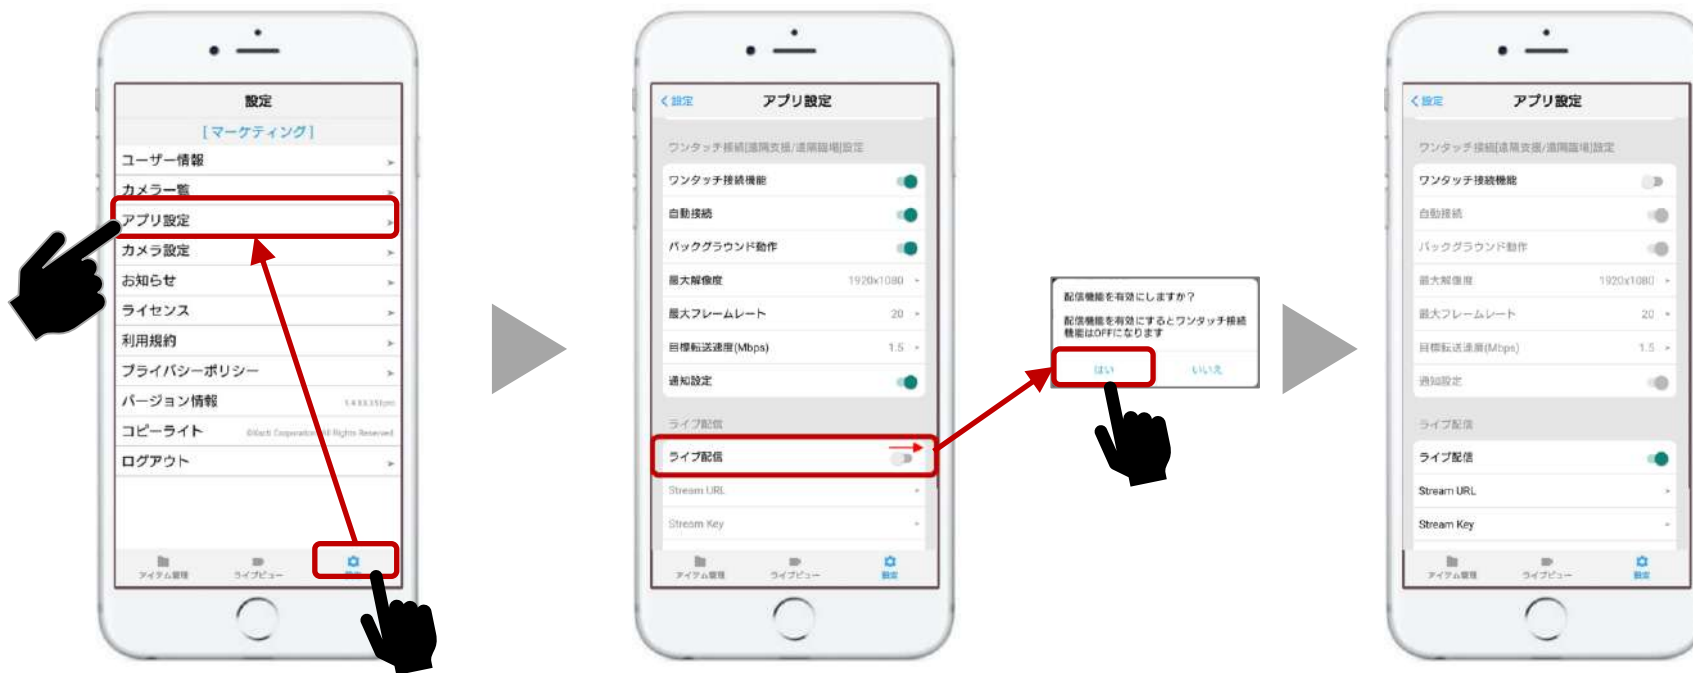 設定
[マーケティング]
ユーザー情報
カメラ一覧
アプリ設定
カメラ設定
お知らせ
ライセンス
利用規約
プライバシーポリシー
バージョン情報
コピーライト
All Rights Reserved
ログアウト
アイテム管理
ライブビュー
設定
アプリ設定
ワンタッチ接続[遠隔支援/遠隔臨場]設定
ワンタッチ接続機能
自動接続
バックグラウンド動作
最大解像度 1920x1080
最大フレームレート 20
目標転送速度(Mbps) 1.5
通知設定
ライブ配信
ライブ配信
Stream URL
Stream Key
アイテム管理
ライブビュー
設定
配信機能を有効にしますか？
配信機能を有効にするとワンタッチ接続
機能はOFFになります
はい いいえ
設定
アプリ設定
ワンタッチ接続[遠隔支援/遠隔臨場]設定
ワンタッチ接続機能
自動接続
バックグラウンド動作
最大解像度 1920x1080
最大フレームレート 20
目標転送速度(Mbps) 1.5
通知設定
ライブ配信
ライブ配信
Stream URL
Stream Key
アイテム管理
ライブビュー
設定